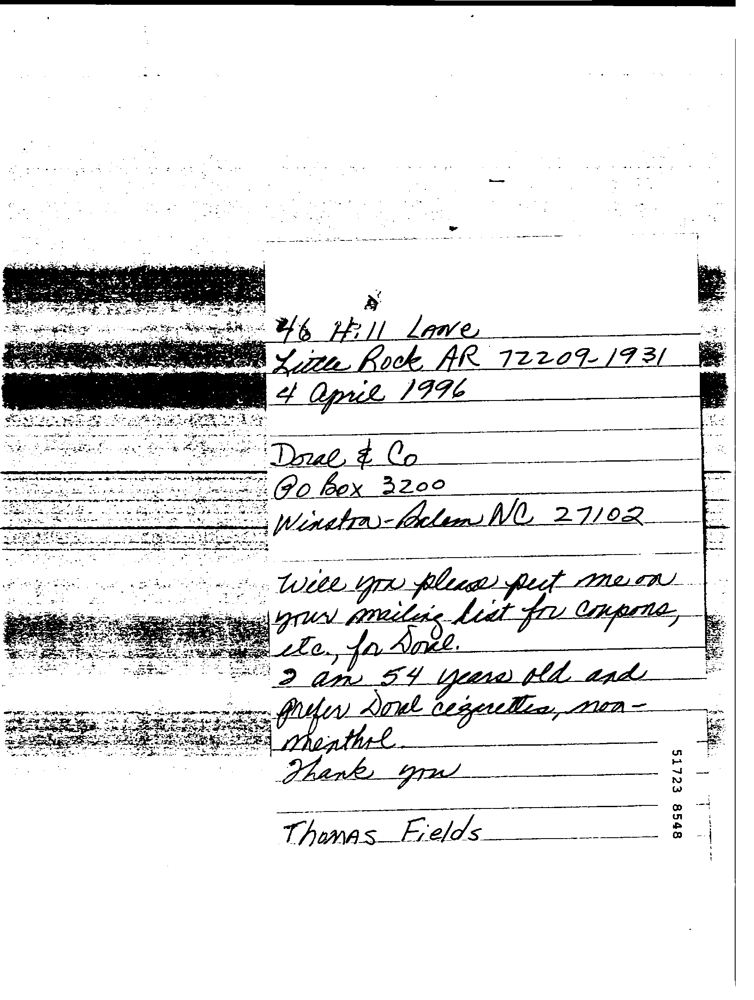 46 Hill Lane
Little Rock AR 72209-1931
4 April 1996
Doral & Co
PO Box 3200
Winston-Salem NC 27102
Will you please put me on
your mailing list for coupons,
etc., for Doral.
I am 54 years old and
prefer Doral cigarettes, non-
menthol.
Thank you
Thomas Fields
51723 8548